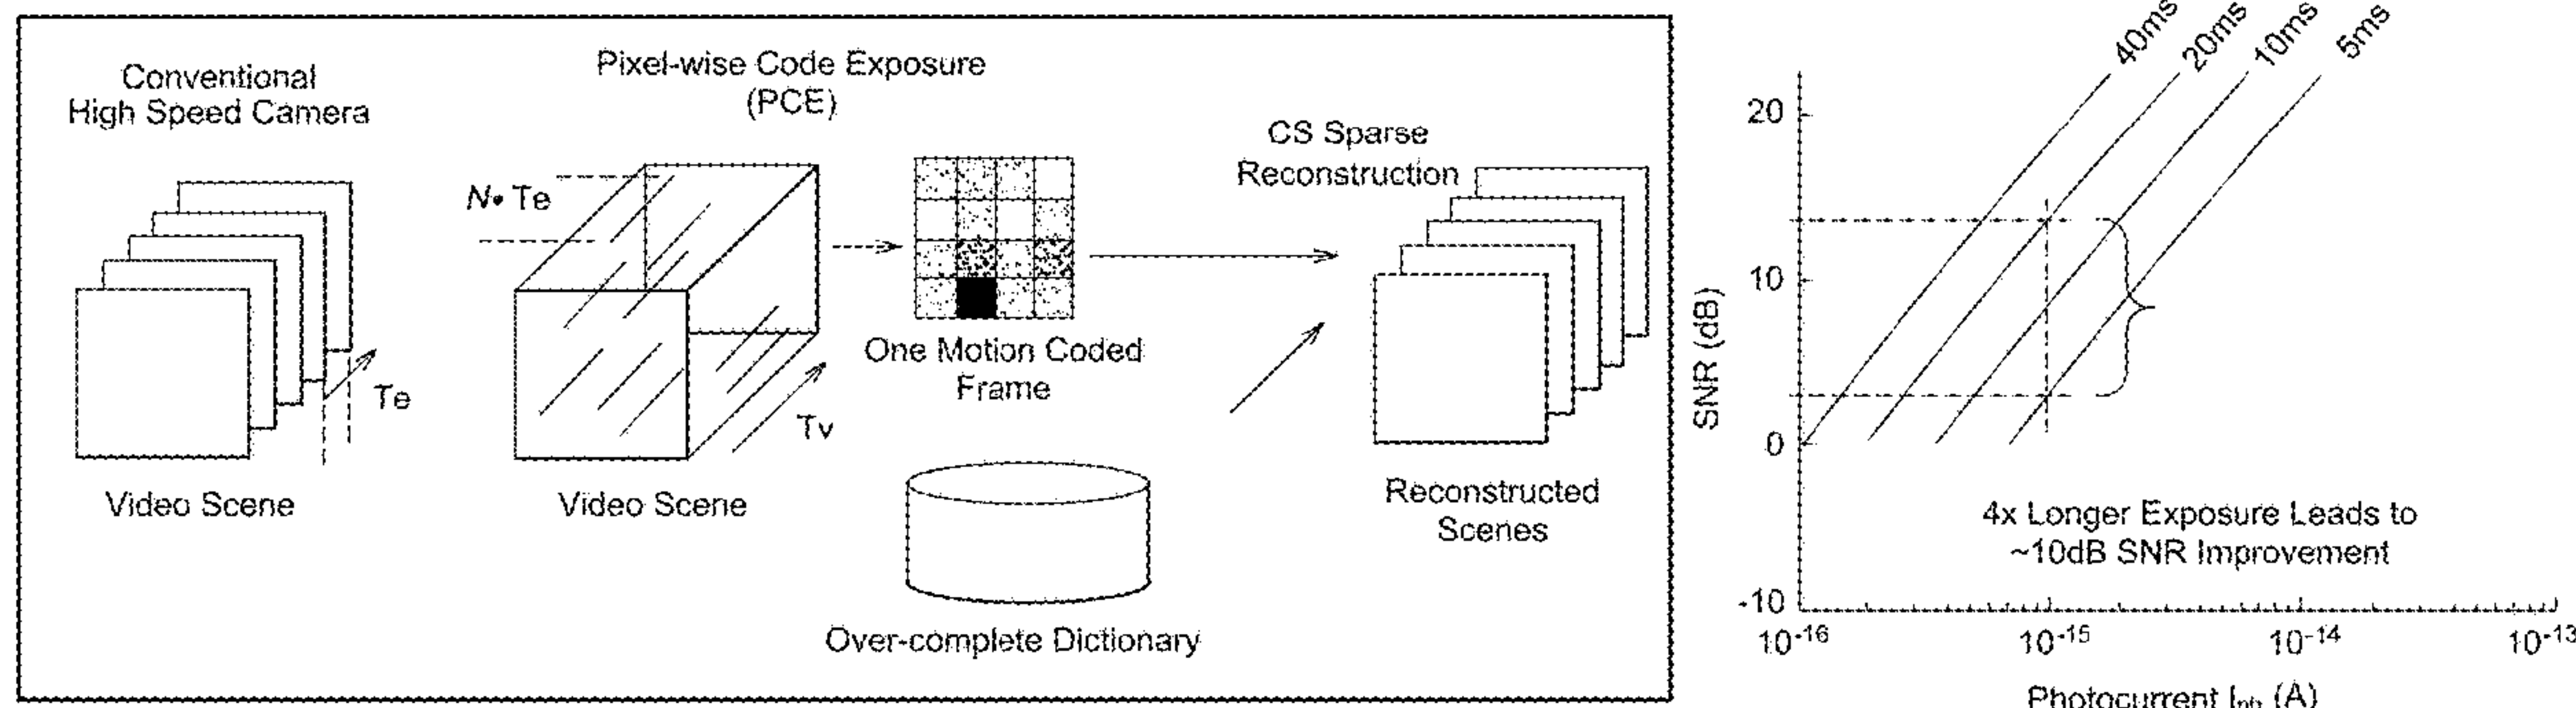 Conventional
High Speed Camera
Te
Video Scene
Pixel-wise Code Exposure
(PCE)
N• Te
Tv
Video Scene
One Motion Coded
Frame
Over-complete Dictionary
CS Sparse
Reconstruction
Reconstructed
Scenes
40ms
20ms
10ms
5ms
SNR (dB)
20
10
0
-10
4x Longer Exposure Leads to
~10dB SNR Improvement
10-16
10-15
10-14
10-13
Photocurrent Iph (A)